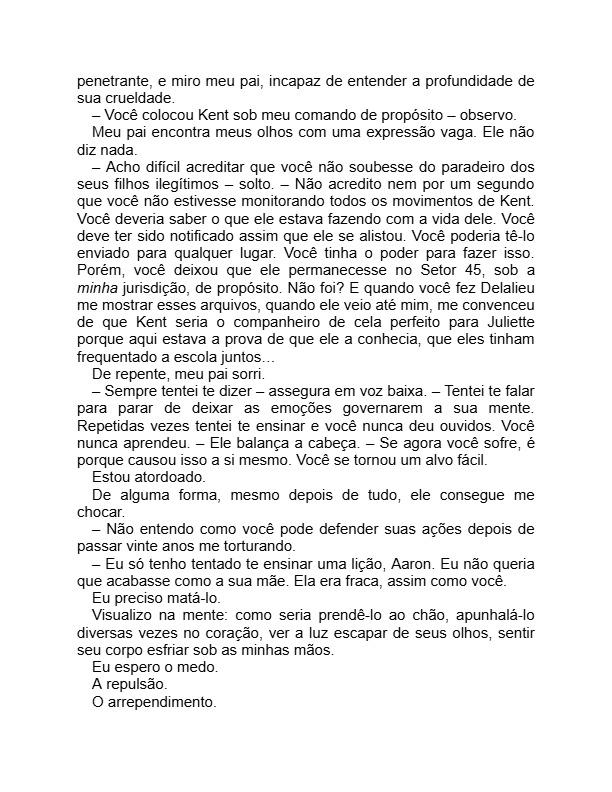 penetrante, e miro meu pai, incapaz de entender a profundidade de
sua crueldade.
– Você colocou Kent sob meu comando de propósito – observo.
Meu pai encontra meus olhos com uma expressão vaga. Ele não
diz nada.
– Acho difícil acreditar que você não soubesse do paradeiro dos
seus filhos ilegítimos – solto. – Não acredito nem por um segundo
que você não estivesse monitorando todos os movimentos de Kent.
Você deveria saber o que ele estava fazendo com a vida dele. Você
deve ter sido notificado assim que ele se alistou. Você poderia tê-lo
enviado para qualquer lugar. Você tinha o poder para fazer isso.
Porém, você deixou que ele permanecesse no Setor 45, sob a
minha jurisdição, de propósito. Não foi? E quando você fez Delalieu
me mostrar esses arquivos, quando ele veio até mim, me convenceu
de que Kent seria o companheiro de cela perfeito para Juliette
porque aqui estava a prova de que ele a conhecia, que eles tinham
frequentado a escola juntos…
De repente, meu pai sorri.
– Sempre tentei te dizer – assegura em voz baixa. – Tentei te falar
para parar de deixar as emoções governarem a sua mente.
Repetidas vezes tentei te ensinar e você nunca deu ouvidos. Você
nunca aprendeu. – Ele balança a cabeça. – Se agora você sofre, é
porque causou isso a si mesmo. Você se tornou um alvo fácil.
Estou atordoado.
De alguma forma, mesmo depois de tudo, ele consegue me
chocar.
– Não entendo como você pode defender suas ações depois de
passar vinte anos me torturando.
– Eu só tenho tentado te ensinar uma lição, Aaron. Eu não queria
que acabasse como a sua mãe. Ela era fraca, assim como você.
Eu preciso matá-lo.
Visualizo na mente: como seria prendê-lo ao chão, apunhalá-lo
diversas vezes no coração, ver a luz escapar de seus olhos, sentir
seu corpo esfriar sob as minhas mãos.
Eu espero o medo.
A repulsão.
O arrependimento.